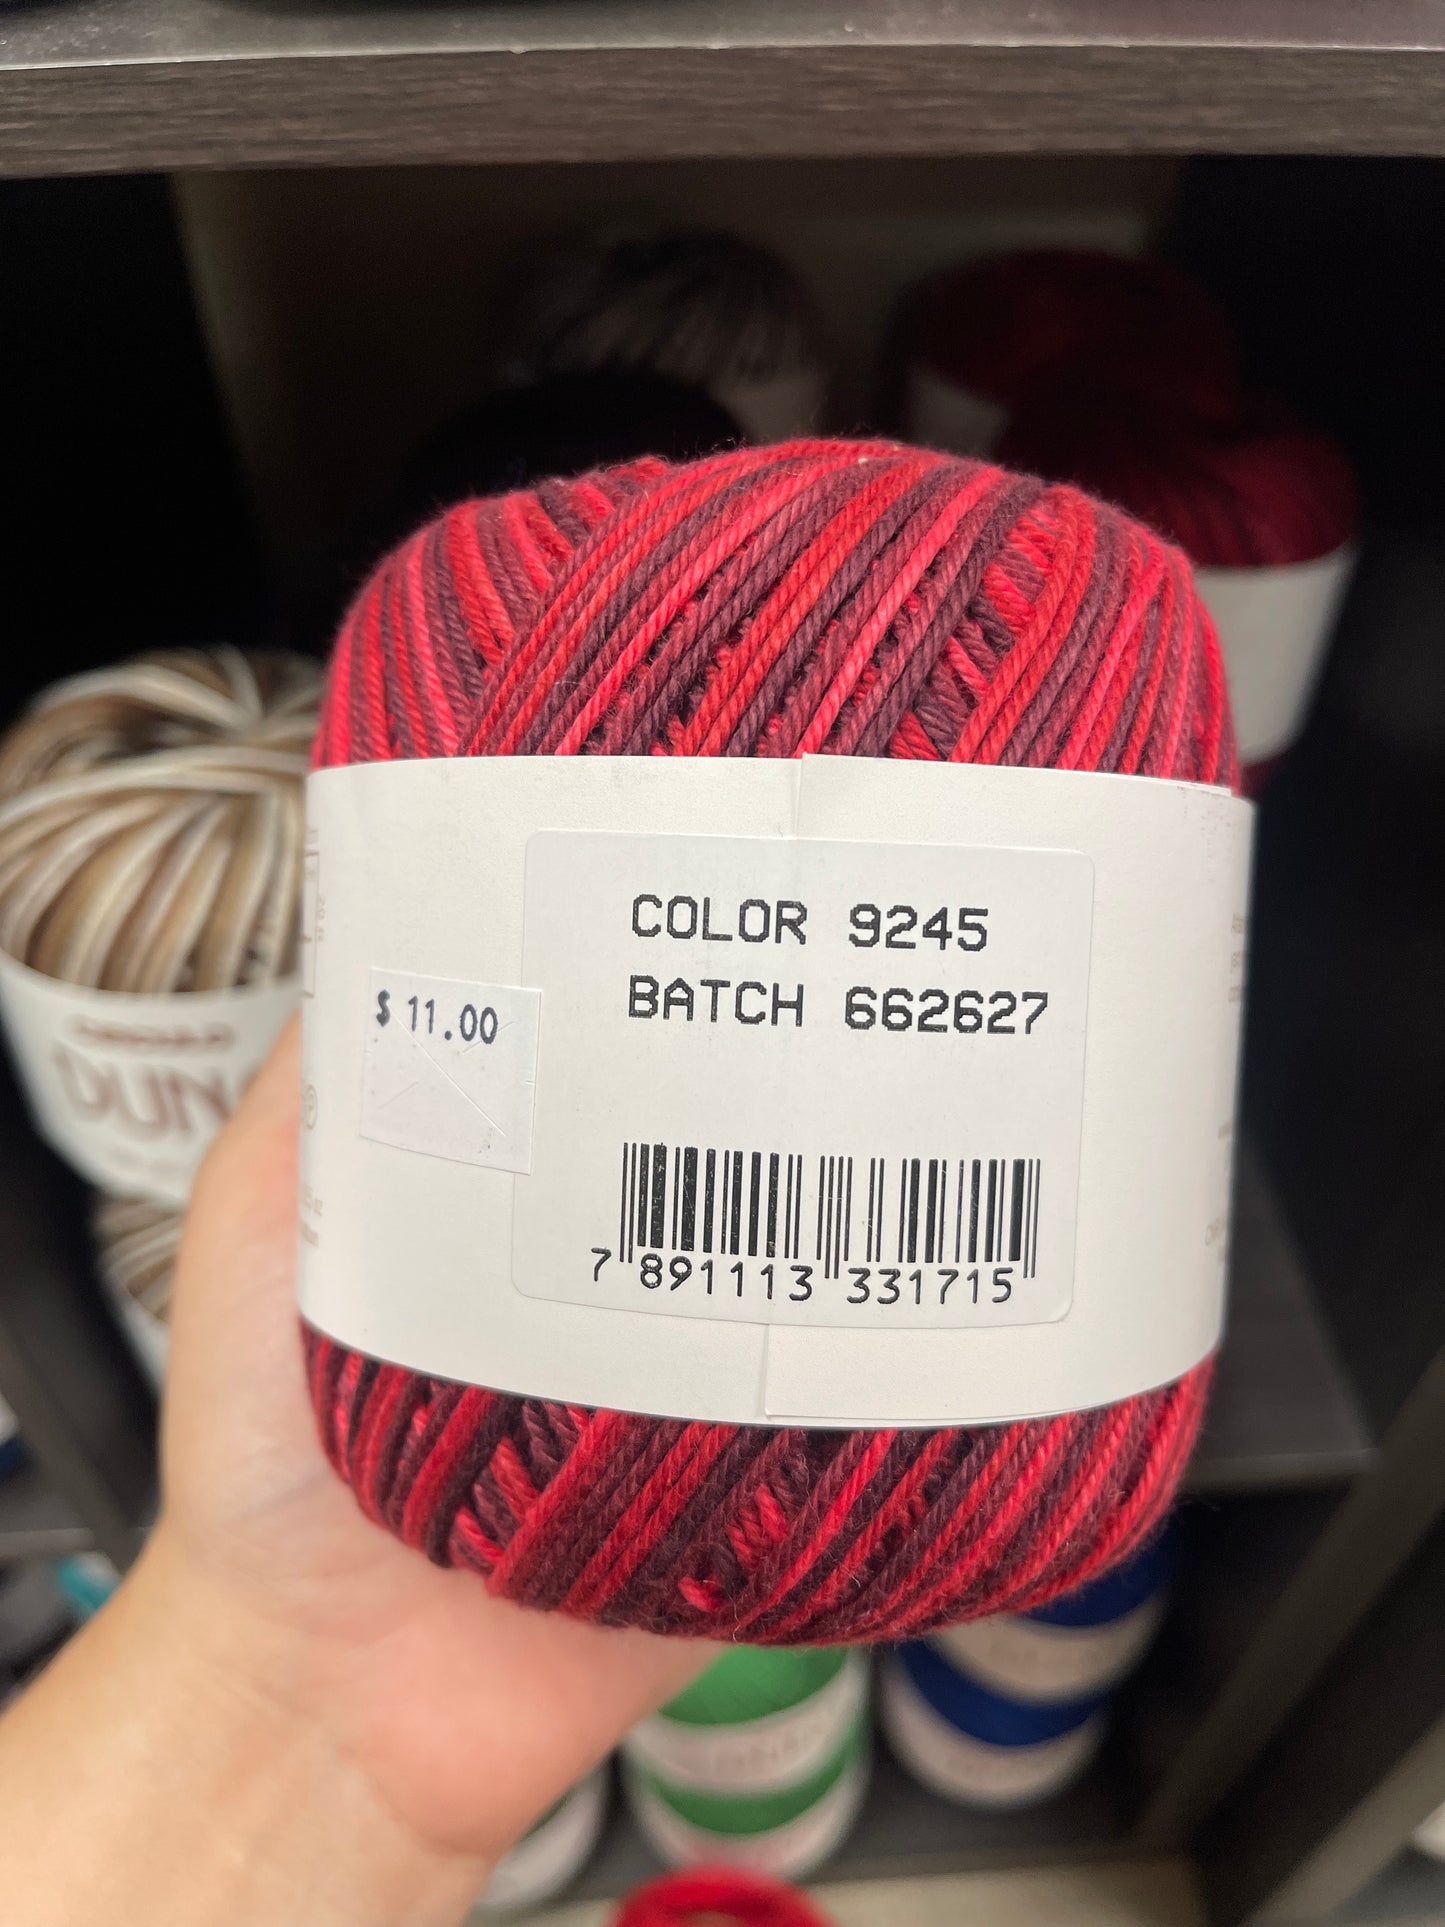 COLOR 9245
BATCH 662627
$ 11.00
7 891113 331715